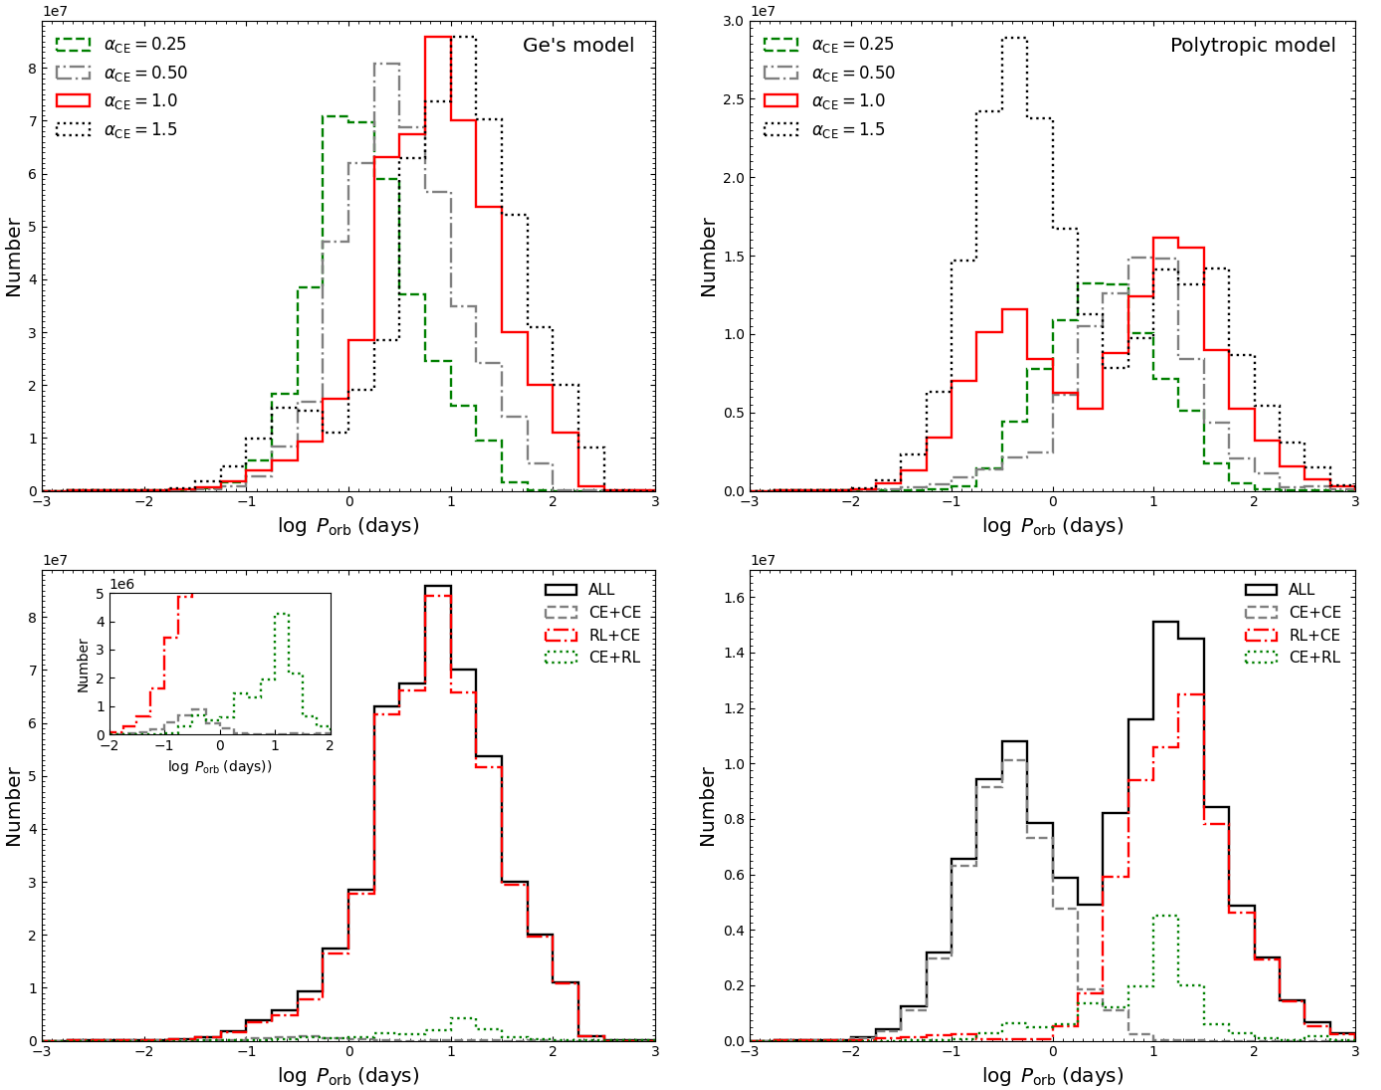 1e7
Ge's model
α_CE = 0.25
α_CE = 0.50
α_CE = 1.0
α_CE = 1.5
8
7
6
5
4
3
2
1
0
Number
−3 −2 −1 0 1 2 3
log P_orb (days)
1e7
Polytropic model
α_CE = 0.25
α_CE = 0.50
α_CE = 1.0
α_CE = 1.5
3.0
2.5
2.0
1.5
1.0
0.5
0.0
Number
−3 −2 −1 0 1 2 3
log P_orb (days)
1e7
ALL
CE+CE
RL+CE
CE+RL
8
7
6
5
4
3
2
1
0
Number
−3 −2 −1 0 1 2 3
log P_orb (days)
1e6
5
4
3
2
1
0
Number
−2 −1 0 1 2
log P_orb (days))
1e7
ALL
CE+CE
RL+CE
CE+RL
1.6
1.4
1.2
1.0
0.8
0.6
0.4
0.2
0.0
Number
−3 −2 −1 0 1 2 3
log P_orb (days)